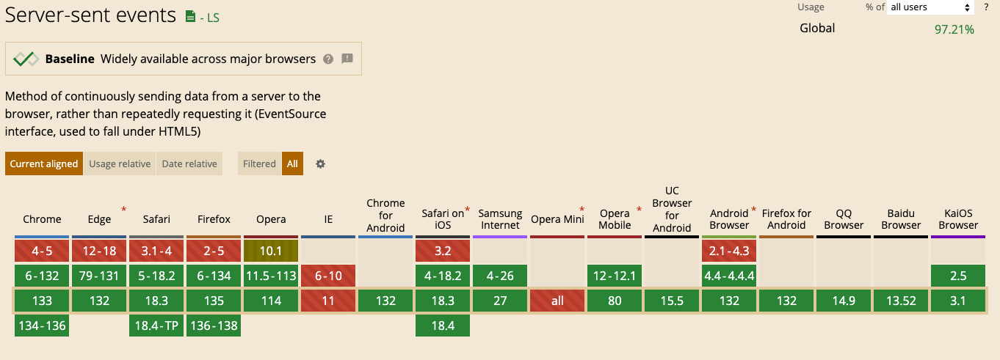 Server-sent events - LS
Usage % of all users ?
Global 97.21%
Baseline Widely available across major browsers ?
Method of continuously sending data from a server to the
browser, rather than repeatedly requesting it (EventSource
interface, used to fall under HTML5)
Current aligned Usage relative Date relative Filtered All
Chrome
Edge *
Safari
Firefox
Opera
IE
Chrome
for
Android
Safari on *
iOS
Samsung
Internet
Opera Mini *
Opera *
Mobile
UC
Browser
for
Android
Android *
Browser
Firefox for
Android
QQ
Browser
Baidu
Browser
KaiOS
Browser
4-5 12-18 3.1-4 2-5 10.1 3.2 2.1-4.3
6-132 79-131 5-18.2 6-134 11.5-113 6-10 4-18.2 4-26 12-12.1 4.4-4.4.4 2.5
133 132 18.3 135 114 11 132 18.3 27 all 80 15.5 132 132 14.9 13.52 3.1
134-136 18.4-TP 136-138 18.4